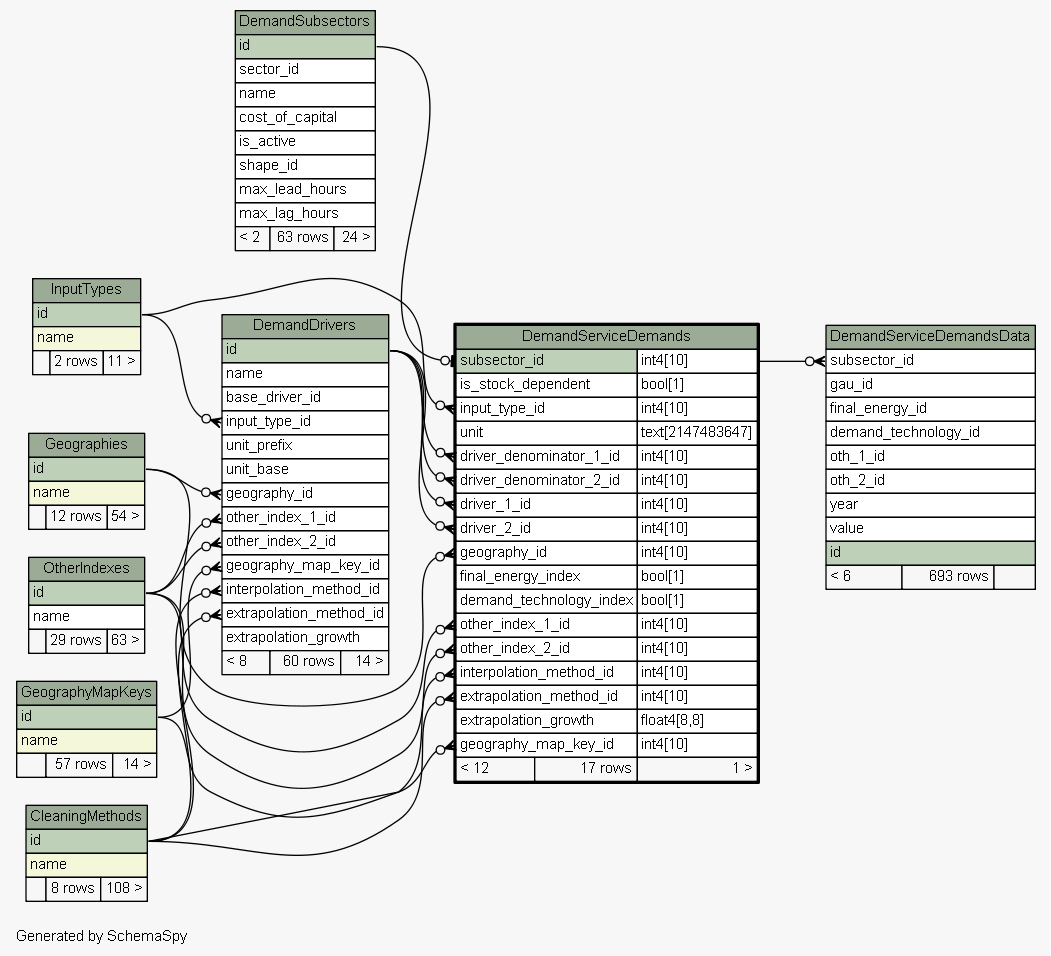 DemandSubsectors
id
sector_id
name
cost_of_capital
is_active
shape_id
max_lead_hours
max_lag_hours
< 2 63 rows 24 >
InputTypes
id
name
2 rows 11 >
Geographies
id
name
12 rows 54 >
OtherIndexes
id
name
29 rows 63 >
GeographyMapKeys
id
name
57 rows 14 >
CleaningMethods
id
name
8 rows 108 >
DemandDrivers
id
name
base_driver_id
input_type_id
unit_prefix
unit_base
geography_id
other_index_1_id
other_index_2_id
geography_map_key_id
interpolation_method_id
extrapolation_method_id
extrapolation_growth
< 8 60 rows 14 >
DemandServiceDemands
subsector_id int4[10]
is_stock_dependent bool[1]
input_type_id int4[10]
unit text[2147483647]
driver_denominator_1_id int4[10]
driver_denominator_2_id int4[10]
driver_1_id int4[10]
driver_2_id int4[10]
geography_id int4[10]
final_energy_index bool[1]
demand_technology_index bool[1]
other_index_1_id int4[10]
other_index_2_id int4[10]
interpolation_method_id int4[10]
extrapolation_method_id int4[10]
extrapolation_growth float4[8,8]
geography_map_key_id int4[10]
< 12 17 rows 1 >
DemandServiceDemandsData
subsector_id
gau_id
final_energy_id
demand_technology_id
oth_1_id
oth_2_id
year
value
id
< 6 693 rows
Generated by SchemaSpy